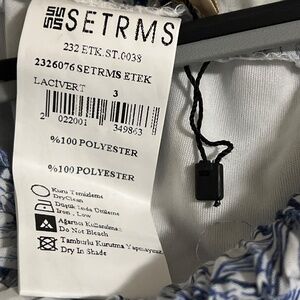 SETRMS
232 ETK.ST.0038
2326076 SETRMS ETEK
LACİVERT 3
2 022001 349863
%100 POLYESTER
%100 POLYESTER
Kuru Temizleme
DryClean
Düşük Isıda Ütüleme
Iron , Low
Ağartıcı Kullanılmaz
Do Not Bleach
Tamburlu Kurutma Yapmayınız
Dry In Shade